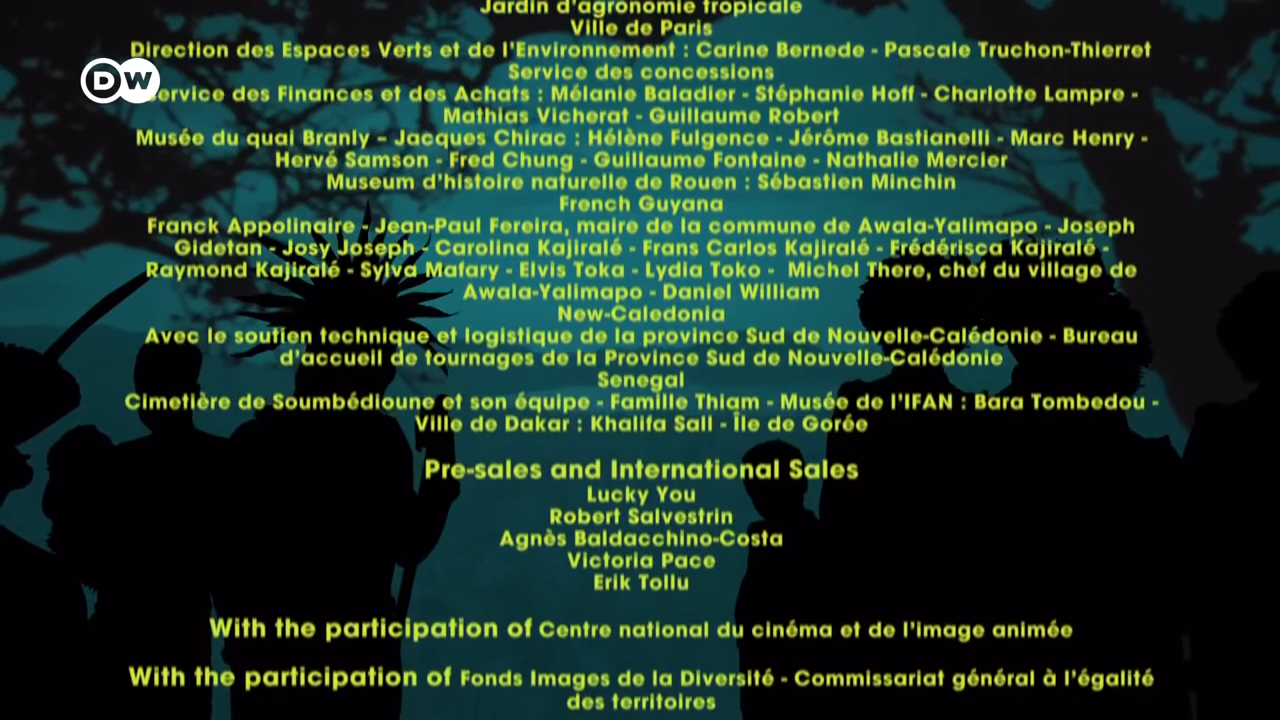 Jardin d'agronomie tropicale
Ville de Paris
Direction des Espaces Verts et de l'Environnement : Carine Bernede - Pascale Truchon-Thierret
DW
Service des concessions
Service des Finances et des Achats : Mélanie Baladier - Stéphanie Hoff - Charlotte Lampre -
Mathias Vicherat - Guillaume Robert
Musée du quai Branly – Jacques Chirac : Hélène Fulgence - Jérôme Bastianelli - Marc Henry -
Hervé Samson - Fred Chung - Guillaume Fontaine - Nathalie Mercier
Museum d'histoire naturelle de Rouen : Sébastien Minchin
French Guyana
Franck Appolinaire - Jean-Paul Fereira, maire de la commune de Awala-Yalimapo - Joseph
Gidetan - Josy Joseph - Carolina Kajiralé - Frans Carlos Kajiralé - Frédérisca Kajiralé -
Raymond Kajiralé - Sylva Mafary - Elvis Toka - Lydia Toko - Michel There, chef du village de
Awala-Yalimapo - Daniel William
New-Caledonia
Avec le soutien technique et logistique de la province Sud de Nouvelle-Calédonie - Bureau
d'accueil de tournages de la Province Sud de Nouvelle-Calédonie
Senegal
Cimetière de Soumbédioune et son équipe - Famille Thiam - Musée de l'IFAN : Bara Tombedou -
Ville de Dakar : Khalifa Sall - Île de Gorée
Pre-sales and International Sales
Lucky You
Robert Salvestrin
Agnès Baldacchino-Costa
Victoria Pace
Erik Tollu
With the participation of Centre national du cinéma et de l'image animée
With the participation of Fonds Images de la Diversité - Commissariat général à l'égalité
des territoires